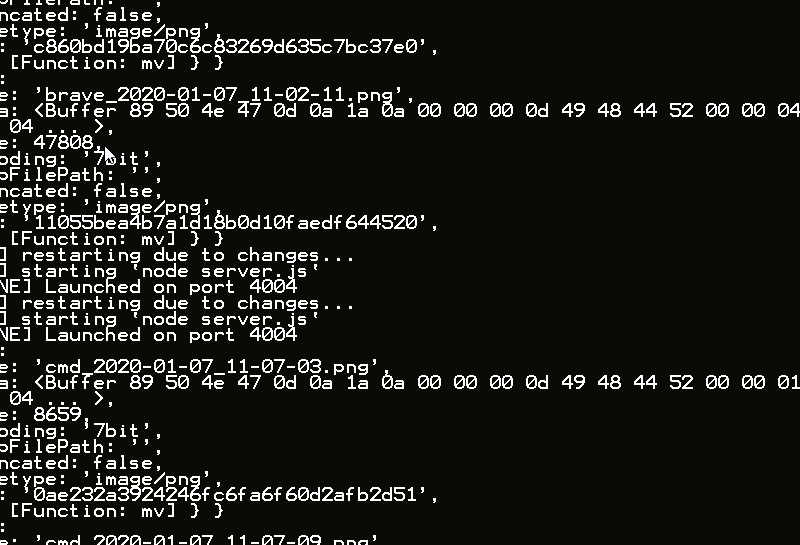 oFilePath: '',
ncated: false,
etype: 'image/png',
: 'c860bd19ba70c6c83269d635c7bc37e0',
[Function: mv] } }
:
e: 'brave_2020-01-07_11-02-11.png',
a: <Buffer 89 50 4e 47 0d 0a 1a 0a 00 00 00 0d 49 48 44 52 00 00 04
04 ... >,
e: 47808,
oding: '7bit',
pFilePath: '',
ncated: false,
etype: 'image/png',
: '11055bea4b7a1d18b0d10faedf644520',
[Function: mv] } }
] restarting due to changes...
] starting `node server.js`
NE] Launched on port 4004
] restarting due to changes...
] starting `node server.js`
NE] Launched on port 4004
:
e: 'cmd_2020-01-07_11-07-03.png',
a: <Buffer 89 50 4e 47 0d 0a 1a 0a 00 00 00 0d 49 48 44 52 00 00 01
04 ... >,
e: 8659,
oding: '7bit',
pFilePath: '',
ncated: false,
etype: 'image/png',
: '0ae232a3924246fc6fa6f60d2afb2d51',
[Function: mv] } }
:
e: 'cmd_2020-01-07_11-07-09.png'